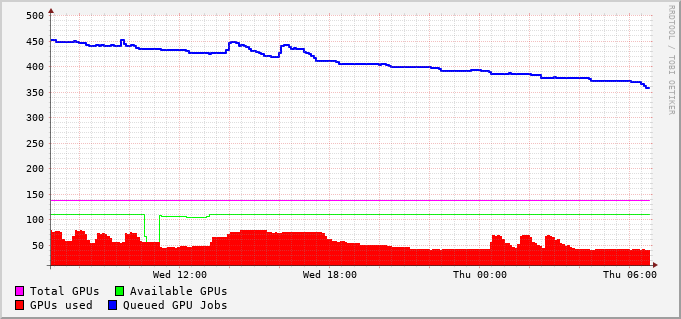 500
450
400
350
300
250
200
150
100
50
Wed 12:00 Wed 18:00 Thu 00:00 Thu 06:00
Total GPUs Available GPUs
GPUs used Queued GPU Jobs
RRDTOOL / TOBI OETIKER